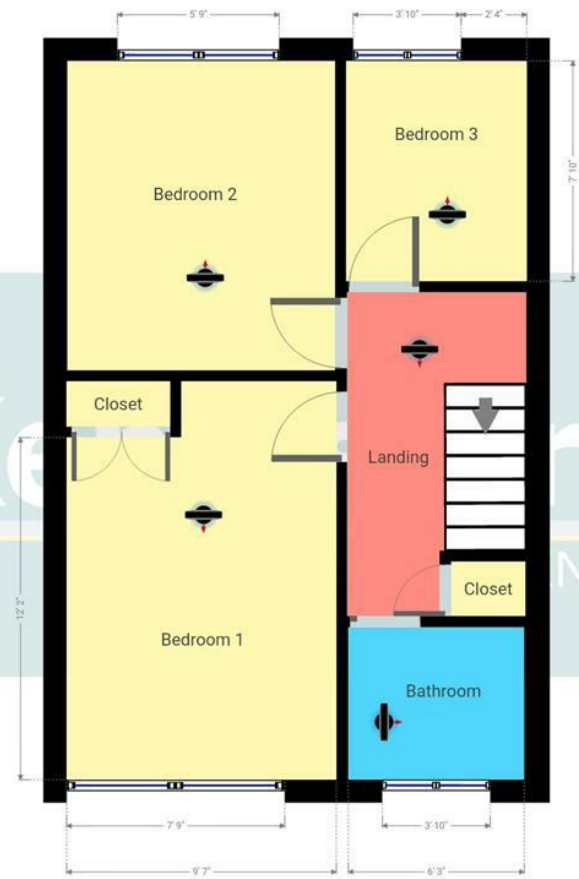 5' 9"
3' 10"
2' 4"
Bedroom 3
7' 10"
Bedroom 2
Closet
Landing
12' 2"
Closet
Bedroom 1
Bathroom
7' 9"
3' 10"
9' 7"
6' 3"